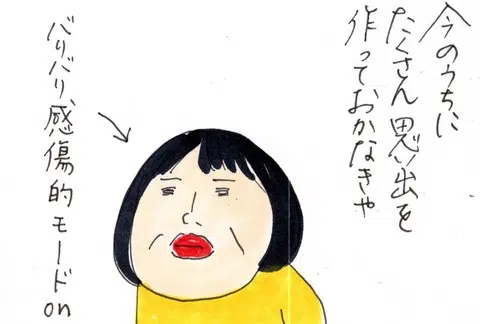 今のうちに
たくさん思い出を
作っておかなきゃ
バリバリ感傷的モードon